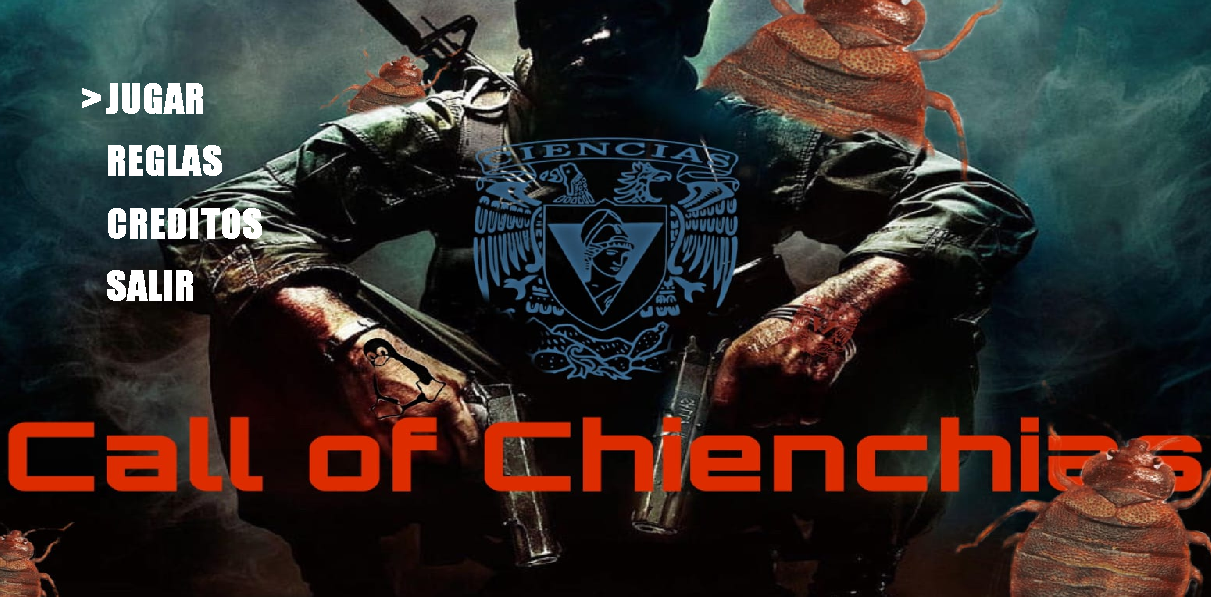 >JUGAR
REGLAS
CREDITOS
SALIR
CIENCIAS
Call of Chienchias